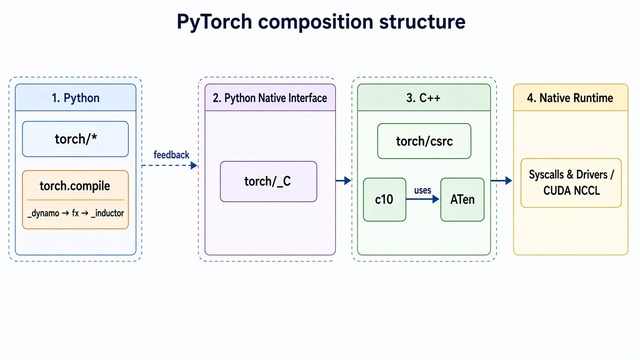 PyTorch composition structure
1. Python
torch/*
torch.compile
_dynamo → fx → _inductor
feedback
2. Python Native Interface
torch/_C
3. C++
torch/csrc
c10
uses
ATen
4. Native Runtime
Syscalls & Drivers /
CUDA NCCL